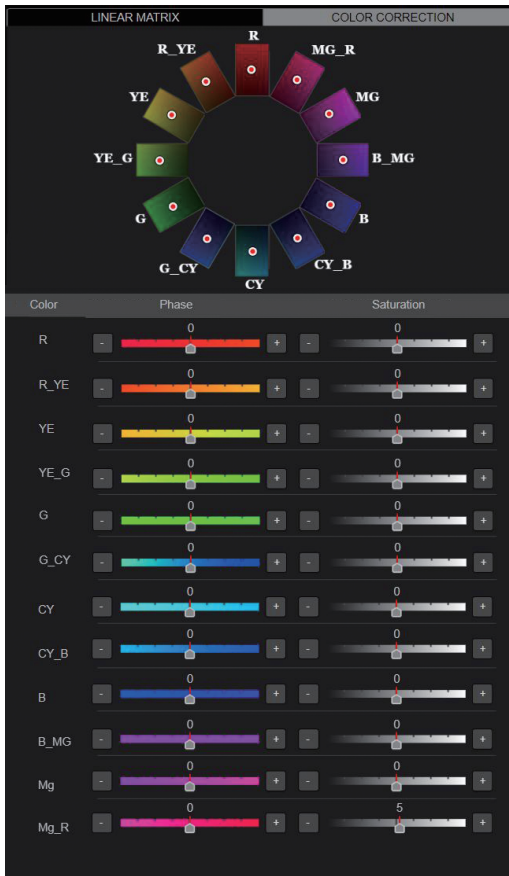 LINEAR MATRIX COLOR CORRECTION
R
R_YE MG_R
YE MG
YE_G B_MG
G B
G_CY CY_B
CY
Color Phase Saturation
0 0
R - + - +
0 0
R_YE - + - +
0 0
YE - + - +
0 0
YE_G - + - +
0 0
G - + - +
0 0
G_CY - + - +
0 0
CY - + - +
0 0
CY_B - + - +
0 0
B - + - +
0 0
B_MG - + - +
0 0
Mg - + - +
0 5
Mg_R - + - +